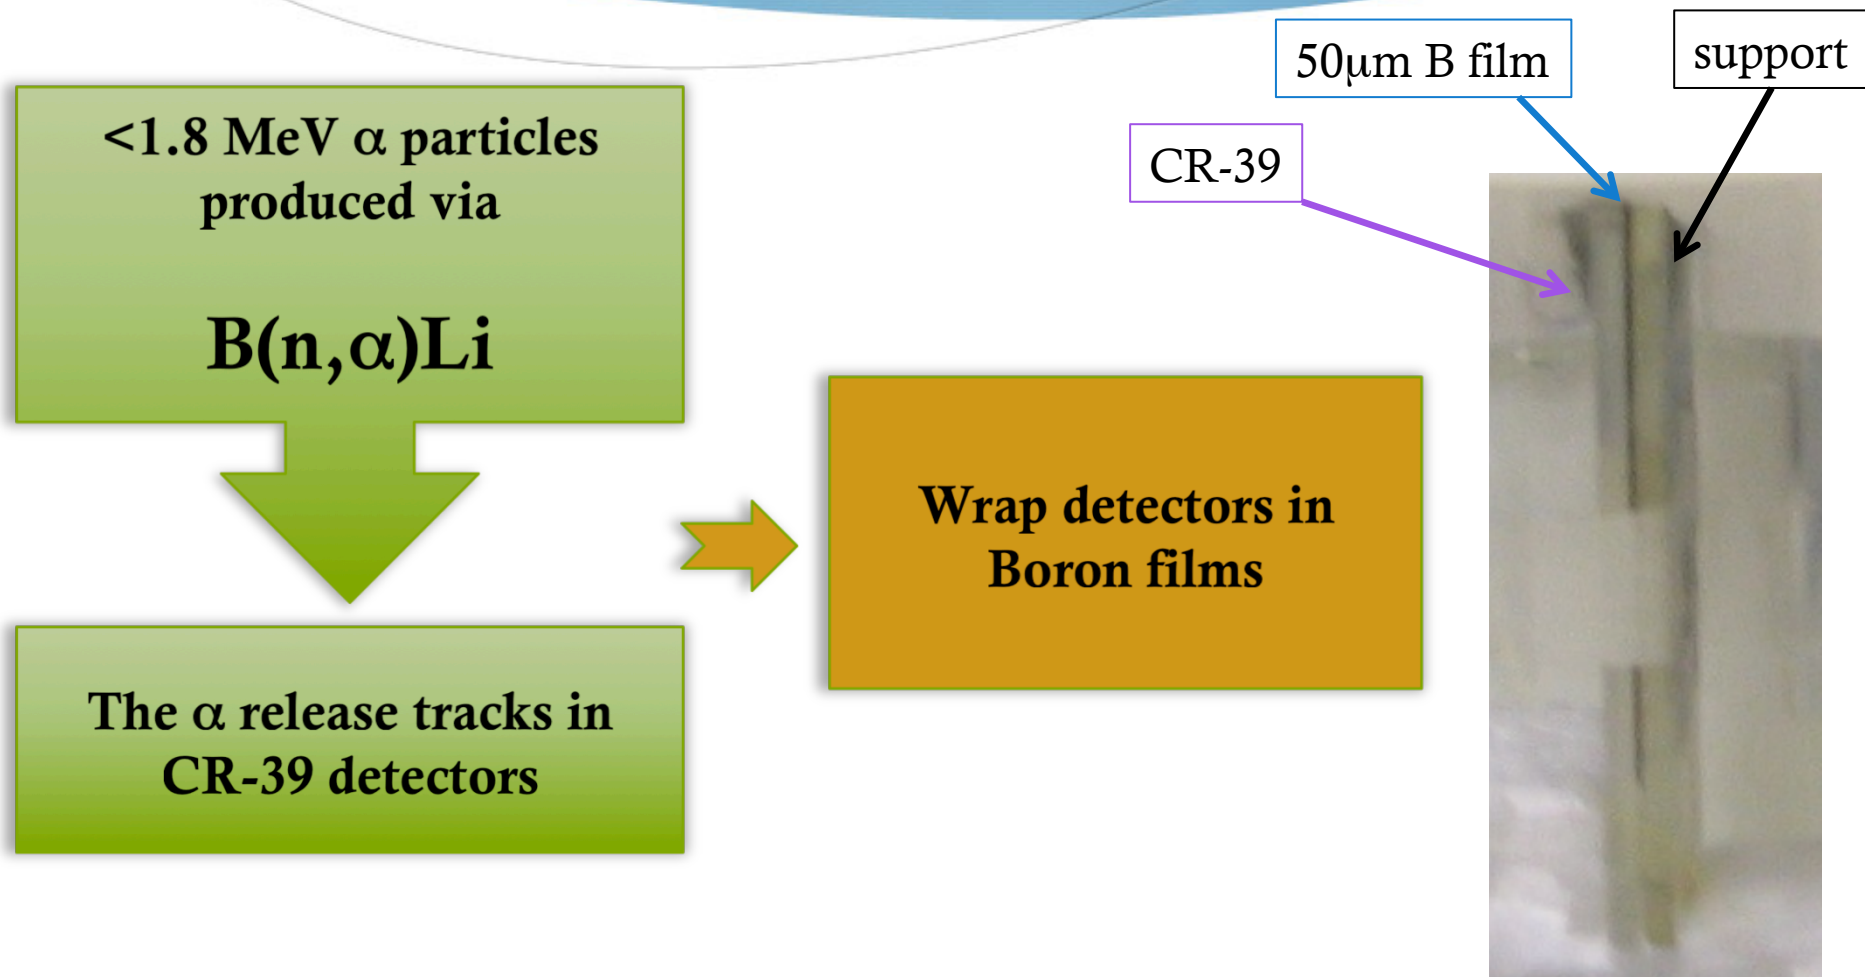 <1.8 MeV α particles
produced via
B(n,α)Li
The α release tracks in
CR-39 detectors
Wrap detectors in
Boron films
50μm B film
support
CR-39